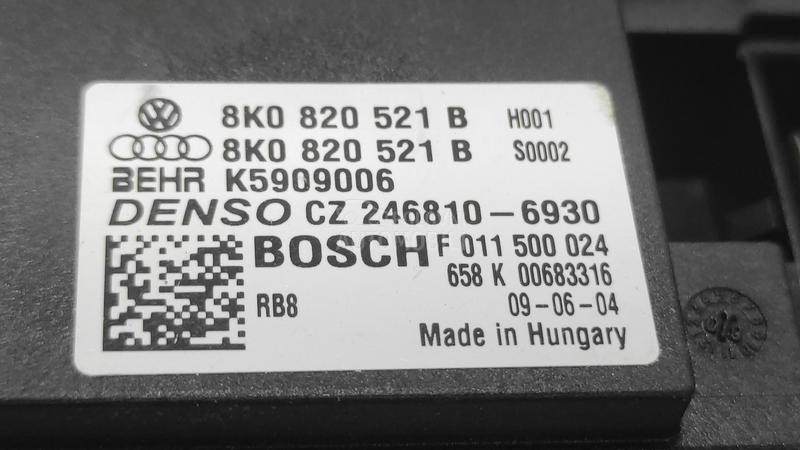 8K0 820 521 B H001
8K0 820 521 B S0002
BEHR K5909006
DENSO CZ 246810-6930
BOSCH F 011 500 024
658 K 00683316
RB8 09-06-04
Made in Hungary